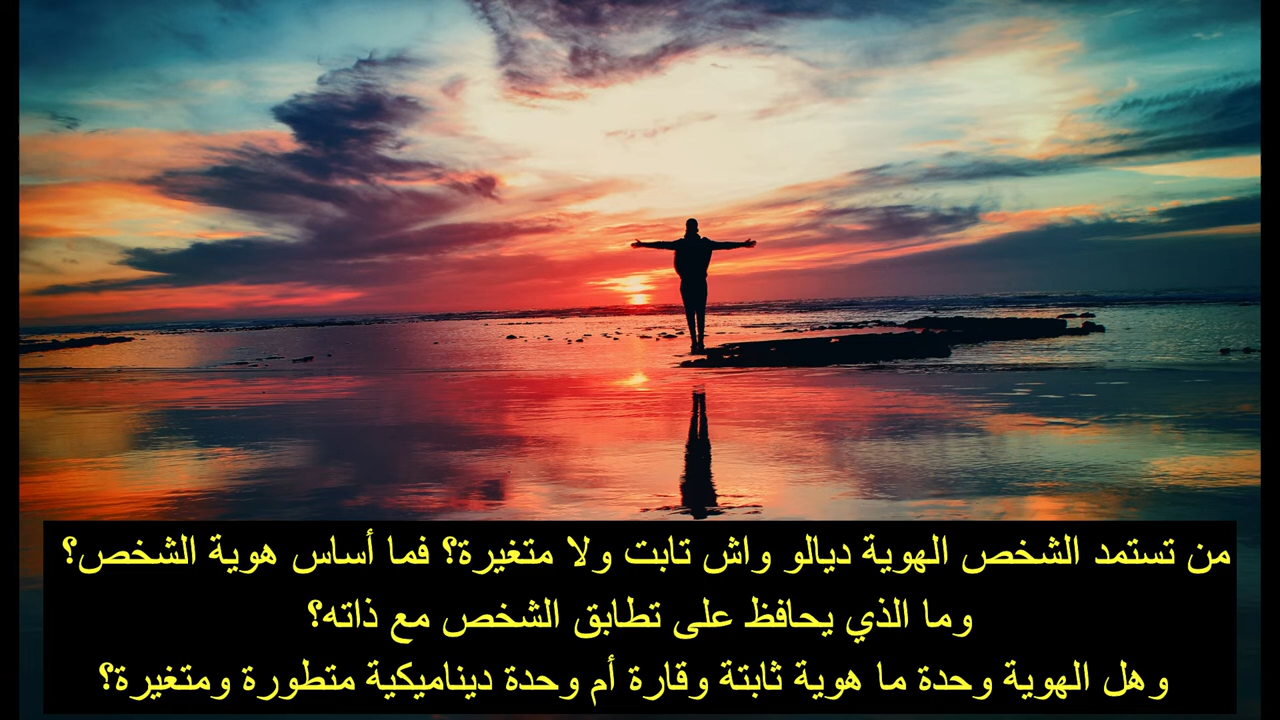 من تستمد الشخص الهوية ديالو واش تابت ولا متغيرة؟ فما أساس هوية الشخص؟
وما الذي يحافظ على تطابق الشخص مع ذاته؟
وهل الهوية وحدة ما هوية ثابتة وقارة أم وحدة ديناميكية متطورة ومتغيرة؟